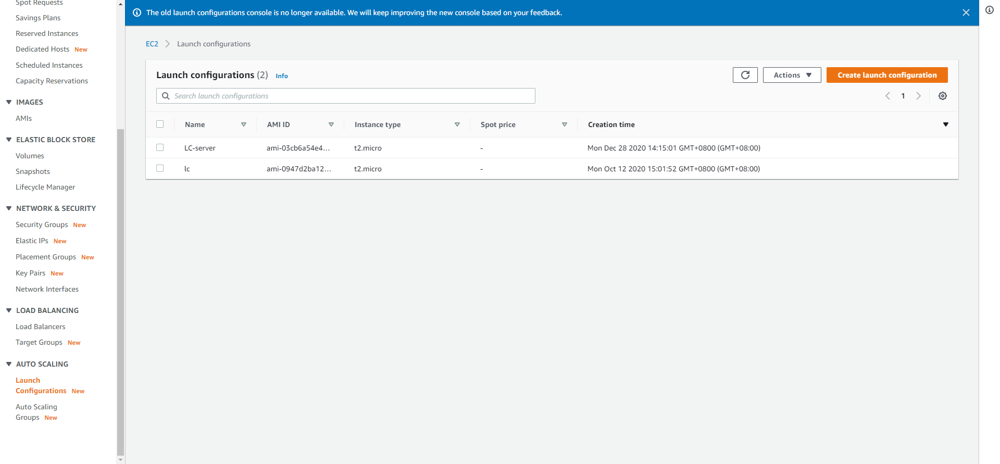 Spot Requests
Savings Plans
Reserved Instances
Dedicated Hosts New
Scheduled Instances
Capacity Reservations
IMAGES
AMIs
ELASTIC BLOCK STORE
Volumes
Snapshots
Lifecycle Manager
NETWORK & SECURITY
Security Groups New
Elastic IPs New
Placement Groups New
Key Pairs New
Network Interfaces
LOAD BALANCING
Load Balancers
Target Groups New
AUTO SCALING
Launch
Configurations New
Auto Scaling
Groups New
The old launch configurations console is no longer available. We will keep improving the new console based on your feedback.
EC2 Launch configurations
Launch configurations (2) Info
Actions Create launch configuration
Search launch configurations
1
Name AMI ID Instance type Spot price Creation time
LC-server ami-03cb6a54e4... t2.micro - Mon Dec 28 2020 14:15:01 GMT+0800 (GMT+08:00)
lc ami-0947d2ba12... t2.micro - Mon Oct 12 2020 15:01:52 GMT+0800 (GMT+08:00)